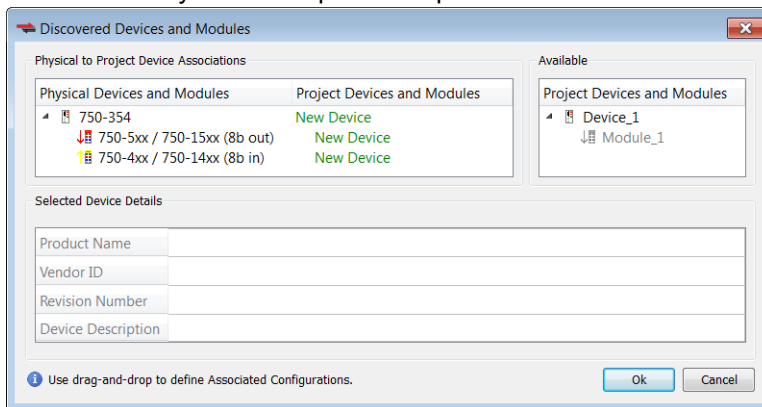 Discovered Devices and Modules
Physical to Project Device Associations
Available
Physical Devices and Modules Project Devices and Modules
Project Devices and Modules
750-354 New Device
Device_1
750-5xx / 750-15xx (8b out) New Device
Module_1
750-4xx / 750-14xx (8b in) New Device
Selected Device Details
Product Name
Vendor ID
Revision Number
Device Description
Use drag-and-drop to define Associated Configurations.
Ok Cancel